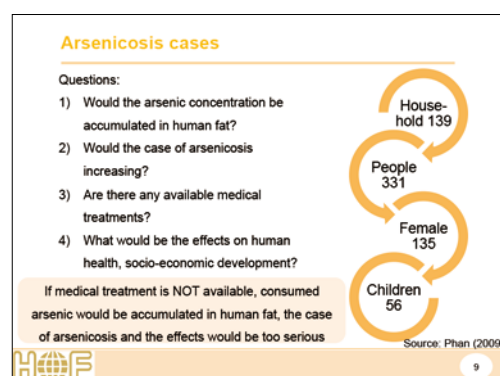 Arsenicosis cases
Questions:
1) Would the arsenic concentration be
accumulated in human fat?
2) Would the case of arsenicosis
increasing?
3) Are there any available medical
treatments?
4) What would be the effects on human
health, socio-economic development?
If medical treatment is NOT available, consumed
arsenic would be accumulated in human fat, the case
of arsenicosis and the effects would be too serious
House-
hold 139
People
331
Female
135
Children
56
Source: Phan (2009
HOF
9